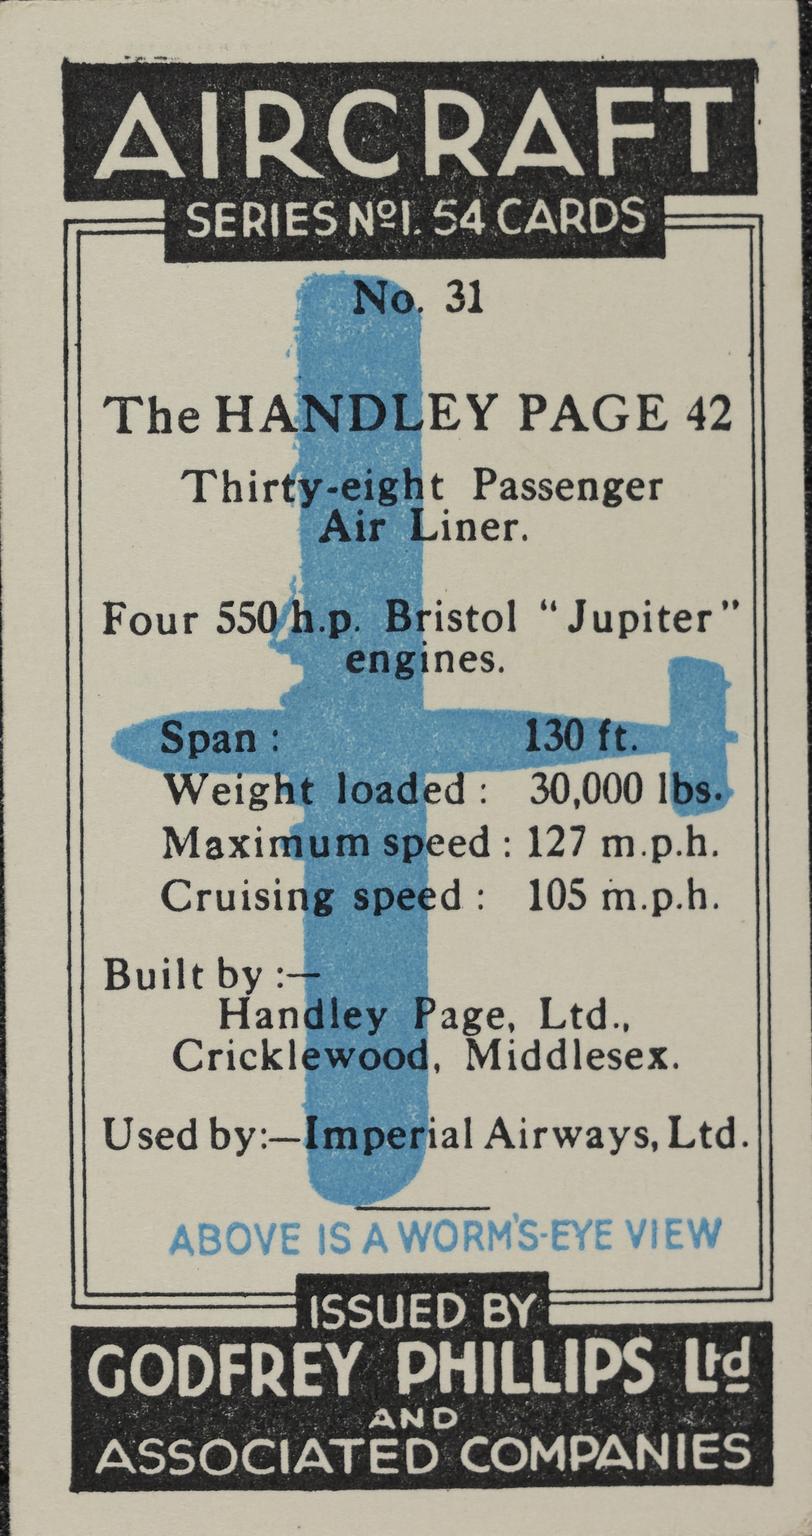 AIRCRAFT
SERIES Nº1. 54 CARDS
No. 31
The HANDLEY PAGE 42
Thirty-eight Passenger
Air Liner.
Four 550 h.p. Bristol “Jupiter”
engines.
Span : 130 ft.
Weight loaded : 30,000 lbs.
Maximum speed : 127 m.p.h.
Cruising speed : 105 m.p.h.
Built by :—
Handley Page, Ltd.,
Cricklewood, Middlesex.
Used by:—Imperial Airways, Ltd.
ABOVE IS A WORM'S-EYE VIEW
ISSUED BY
GODFREY PHILLIPS Ltd
AND
ASSOCIATED COMPANIES